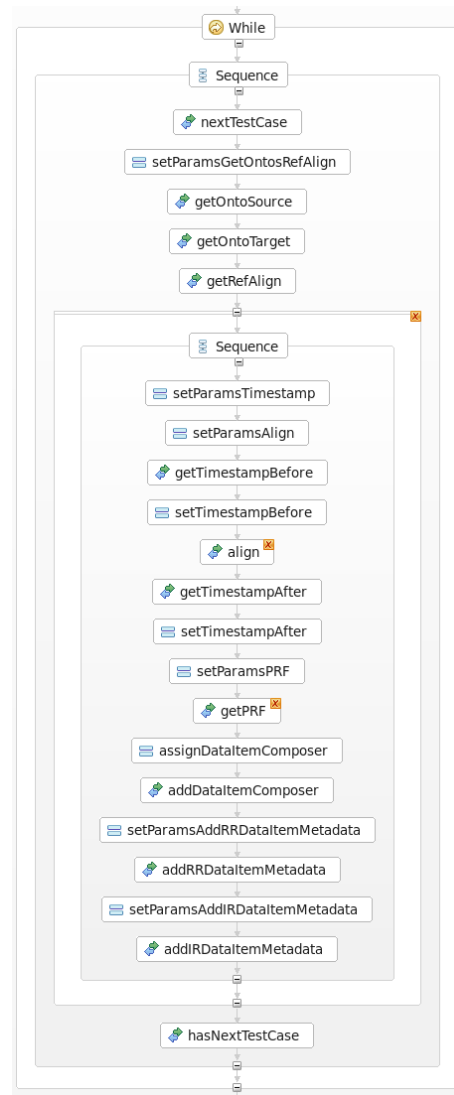 While
Sequence
nextTestCase
setParamsGetOntosRefAlign
getOntoSource
getOntoTarget
getRefAlign
Sequence
setParamsTimestamp
setParamsAlign
getTimestampBefore
setTimestampBefore
align
getTimestampAfter
setTimestampAfter
setParamsPRF
getPRF
assignDataItemComposer
addDataItemComposer
setParamsAddRRDataItemMetadata
addRRDataItemMetadata
setParamsAddIRDataItemMetadata
addIRDataItemMetadata
hasNextTestCase